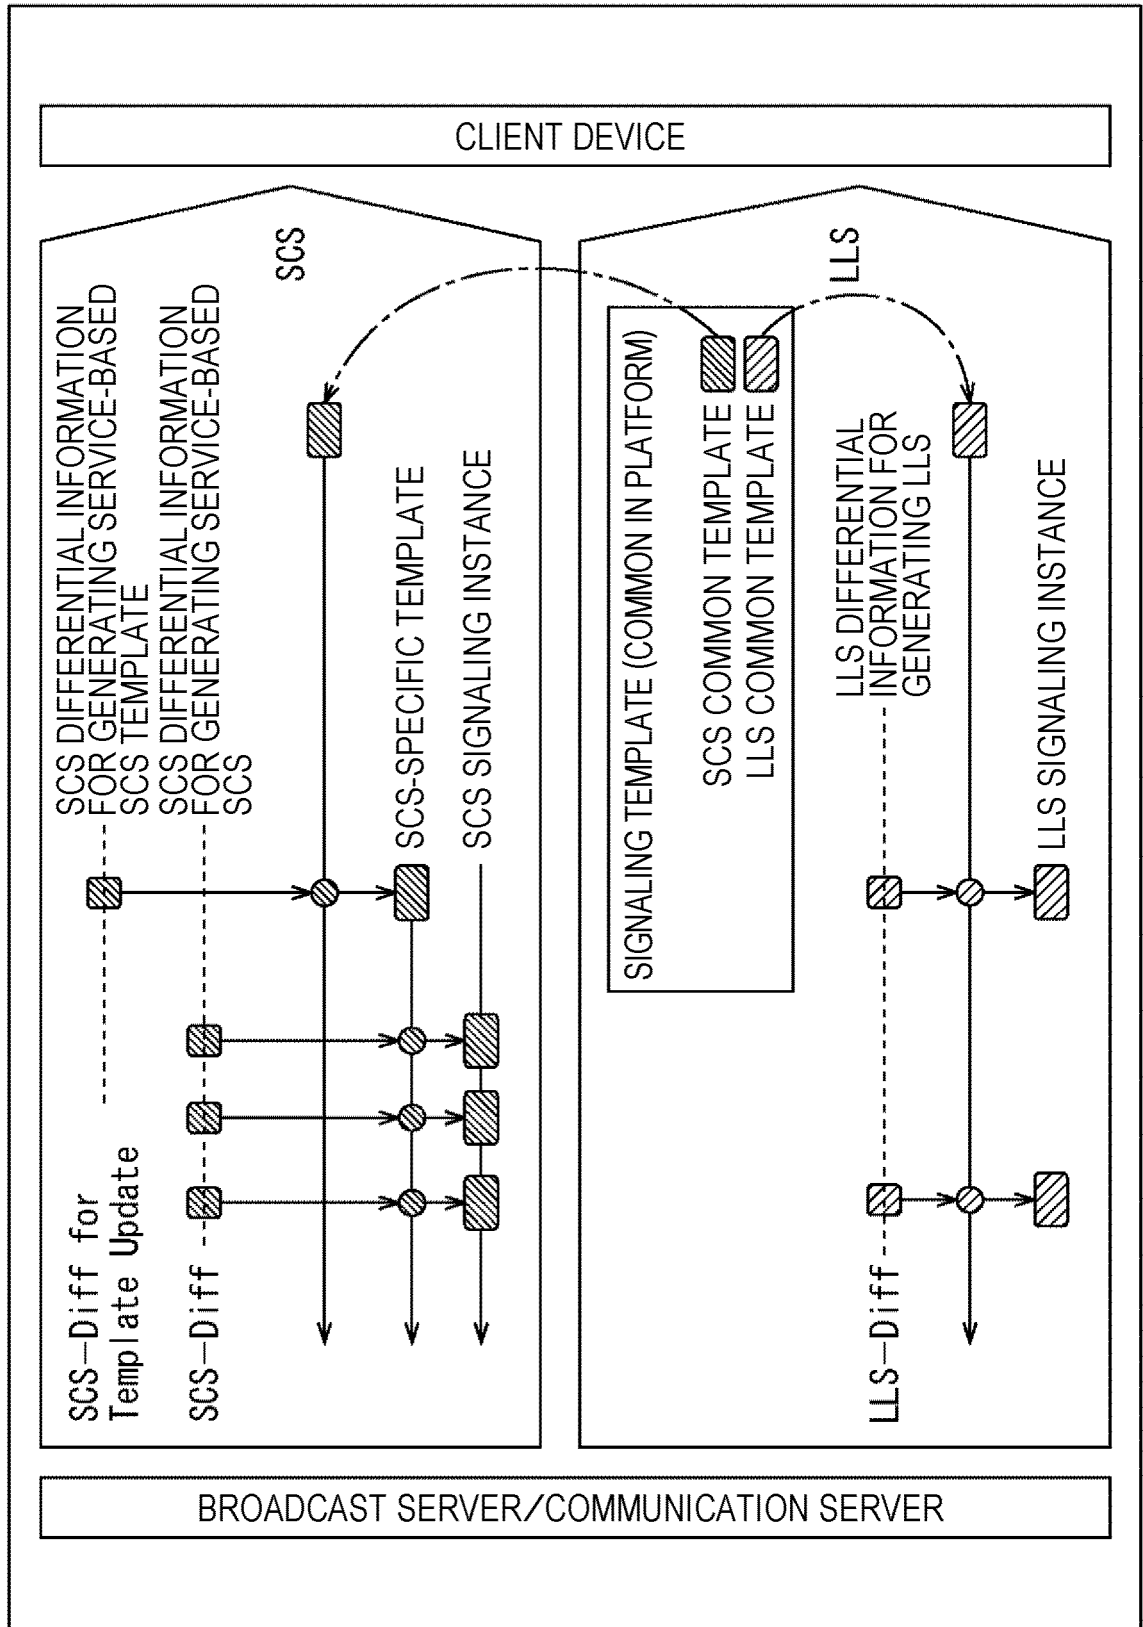 CLIENT DEVICE
SCS
SCS DIFFERENTIAL INFORMATION
FOR GENERATING SERVICE-BASED
SCS TEMPLATE
SCS DIFFERENTIAL INFORMATION
FOR GENERATING SERVICE-BASED
SCS
SCS-SPECIFIC TEMPLATE
SCS SIGNALING INSTANCE
SCS-Diff for
Template Update
SCS-Diff
LLS
SIGNALING TEMPLATE (COMMON IN PLATFORM)
SCS COMMON TEMPLATE
LLS COMMON TEMPLATE
LLS DIFFERENTIAL
INFORMATION FOR
GENERATING LLS
LLS SIGNALING INSTANCE
LLS-Diff
BROADCAST SERVER/COMMUNICATION SERVER